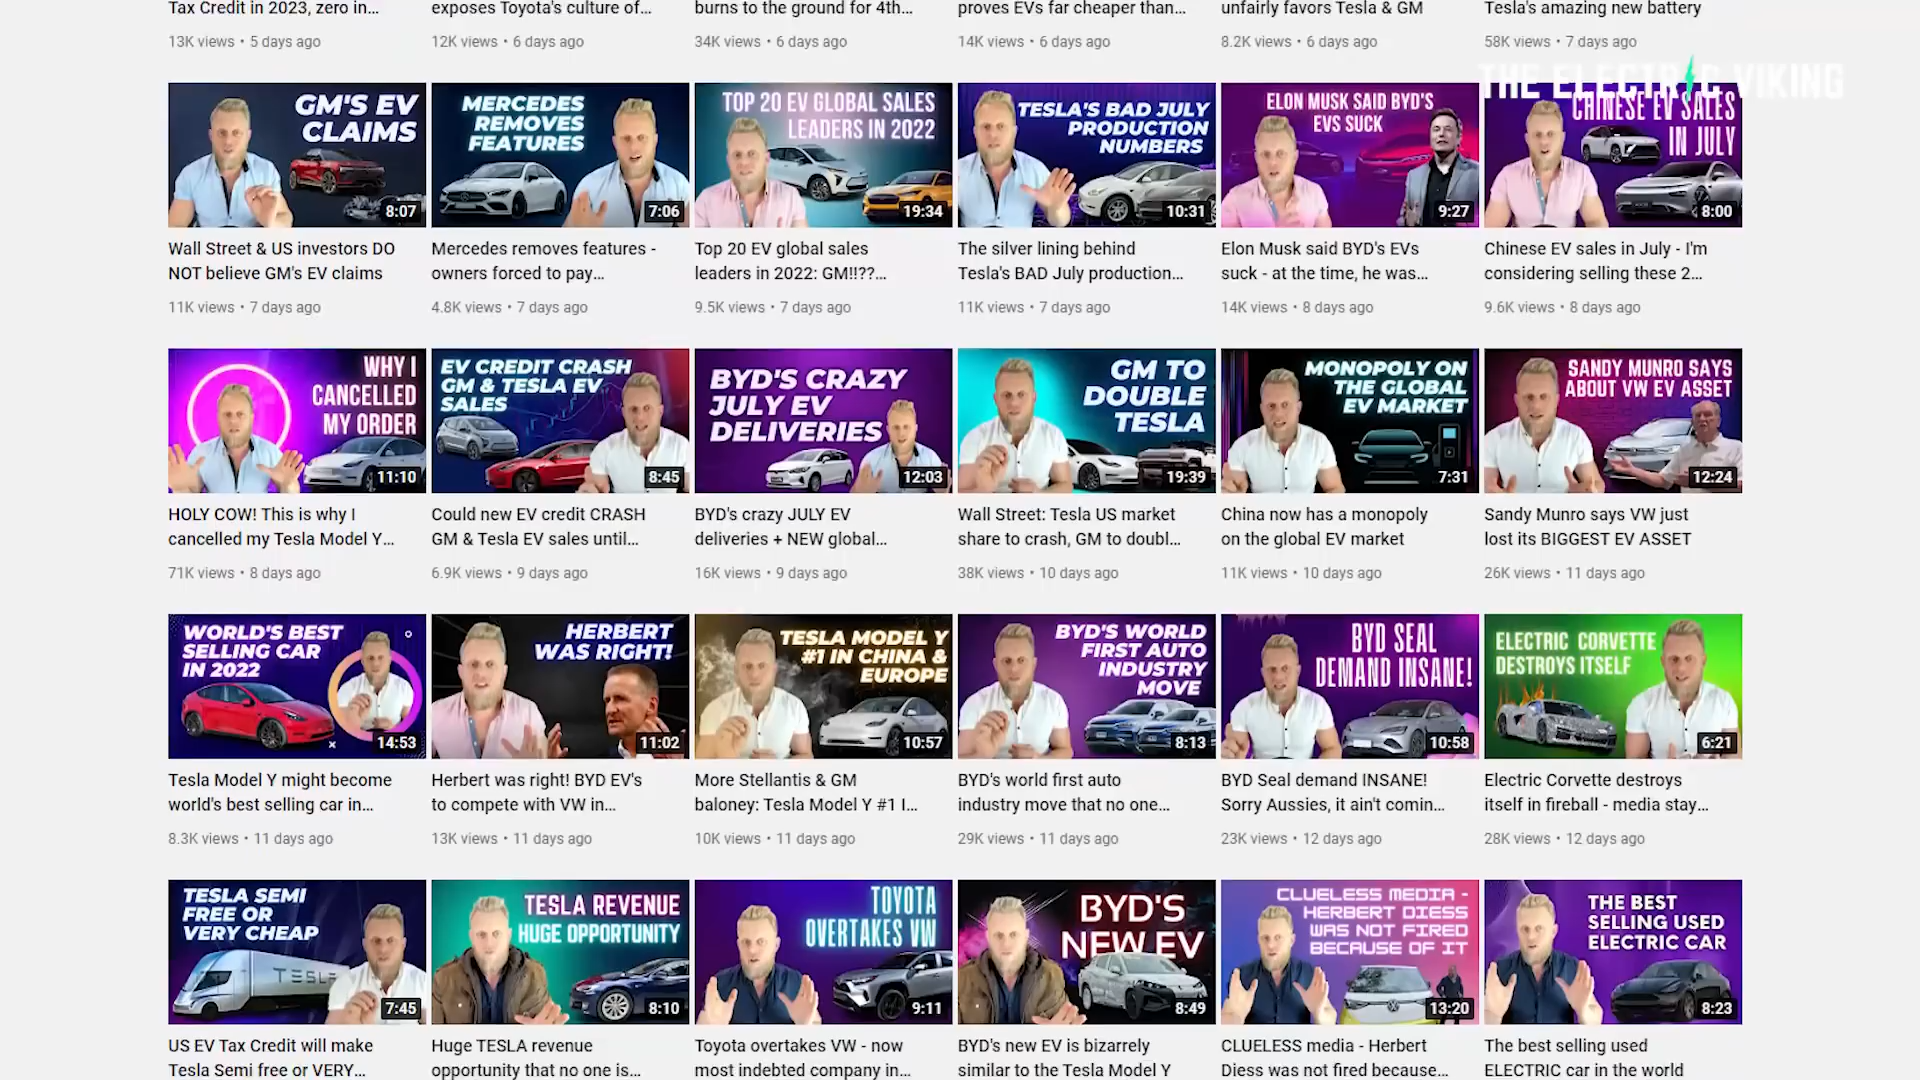 Tax Credit in 2023, zero in...
13K views • 5 days ago
exposes Toyota's culture of...
12K views • 6 days ago
burns to the ground for 4th...
34K views • 6 days ago
proves EVs far cheaper than...
14K views • 6 days ago
unfairly favors Tesla & GM
8.2K views • 6 days ago
Tesla's amazing new battery
58K views • 7 days ago
THE ELECTRIC VIKING
GM'S EV
CLAIMS
8:07
Wall Street & US investors DO
NOT believe GM's EV claims
11K views • 7 days ago
MERCEDES
REMOVES
FEATURES
7:06
Mercedes removes features -
owners forced to pay...
4.8K views • 7 days ago
TOP 20 EV GLOBAL SALES
LEADERS IN 2022
19:34
Top 20 EV global sales
leaders in 2022: GM!!??...
9.5K views • 7 days ago
TESLA'S BAD JULY
PRODUCTION
NUMBERS
10:31
The silver lining behind
Tesla's BAD July production...
11K views • 7 days ago
ELON MUSK SAID BYD'S
EVS SUCK
9:27
Elon Musk said BYD's EVs
suck - at the time, he was...
14K views • 8 days ago
CHINESE EV SALES
IN JULY
8:00
Chinese EV sales in July - I'm
considering selling these 2...
9.6K views • 8 days ago
WHY I
CANCELLED
MY ORDER
11:10
HOLY COW! This is why I
cancelled my Tesla Model Y...
71K views • 8 days ago
EV CREDIT CRASH
GM & TESLA EV
SALES
8:45
Could new EV credit CRASH
GM & Tesla EV sales until...
6.9K views • 9 days ago
BYD'S CRAZY
JULY EV
DELIVERIES
12:03
BYD's crazy JULY EV
deliveries + NEW global...
16K views • 9 days ago
GM TO
DOUBLE
TESLA
19:39
Wall Street: Tesla US market
share to crash, GM to doubl...
38K views • 10 days ago
MONOPOLY ON
THE GLOBAL
EV MARKET
7:31
China now has a monopoly
on the global EV market
11K views • 10 days ago
SANDY MUNRO SAYS
ABOUT VW EV ASSET
12:24
Sandy Munro says VW just
lost its BIGGEST EV ASSET
26K views • 11 days ago
WORLD'S BEST
SELLING CAR
IN 2022
14:53
Tesla Model Y might become
world's best selling car in...
8.3K views • 11 days ago
HERBERT
WAS RIGHT!
11:02
Herbert was right! BYD EV's
to compete with VW in...
13K views • 11 days ago
TESLA MODEL Y
#1 IN CHINA &
EUROPE
10:57
More Stellantis & GM
baloney: Tesla Model Y #1 I...
10K views • 11 days ago
BYD'S WORLD
FIRST AUTO
INDUSTRY
MOVE
8:13
BYD's world first auto
industry move that no one...
29K views • 11 days ago
BYD SEAL
DEMAND INSANE!
10:58
BYD Seal demand INSANE!
Sorry Aussies, it ain't comin...
23K views • 12 days ago
ELECTRIC CORVETTE
DESTROYS ITSELF
6:21
Electric Corvette destroys
itself in fireball - media stay...
28K views • 12 days ago
TESLA SEMI
FREE OR
VERY CHEAP
TESLA
7:45
US EV Tax Credit will make
Tesla Semi free or VERY...
TESLA REVENUE
HUGE OPPORTUNITY
8:10
Huge TESLA revenue
opportunity that no one is...
TOYOTA
OVERTAKES VW
9:11
Toyota overtakes VW - now
most indebted company in...
BYD'S
NEW EV
8:49
BYD's new EV is bizarrely
similar to the Tesla Model Y
CLUELESS MEDIA -
HERBERT DIESS
WAS NOT FIRED
BECAUSE OF IT
13:20
CLUELESS media - Herbert
Diess was not fired because...
THE BEST
SELLING USED
ELECTRIC CAR
8:23
The best selling used
ELECTRIC car in the world